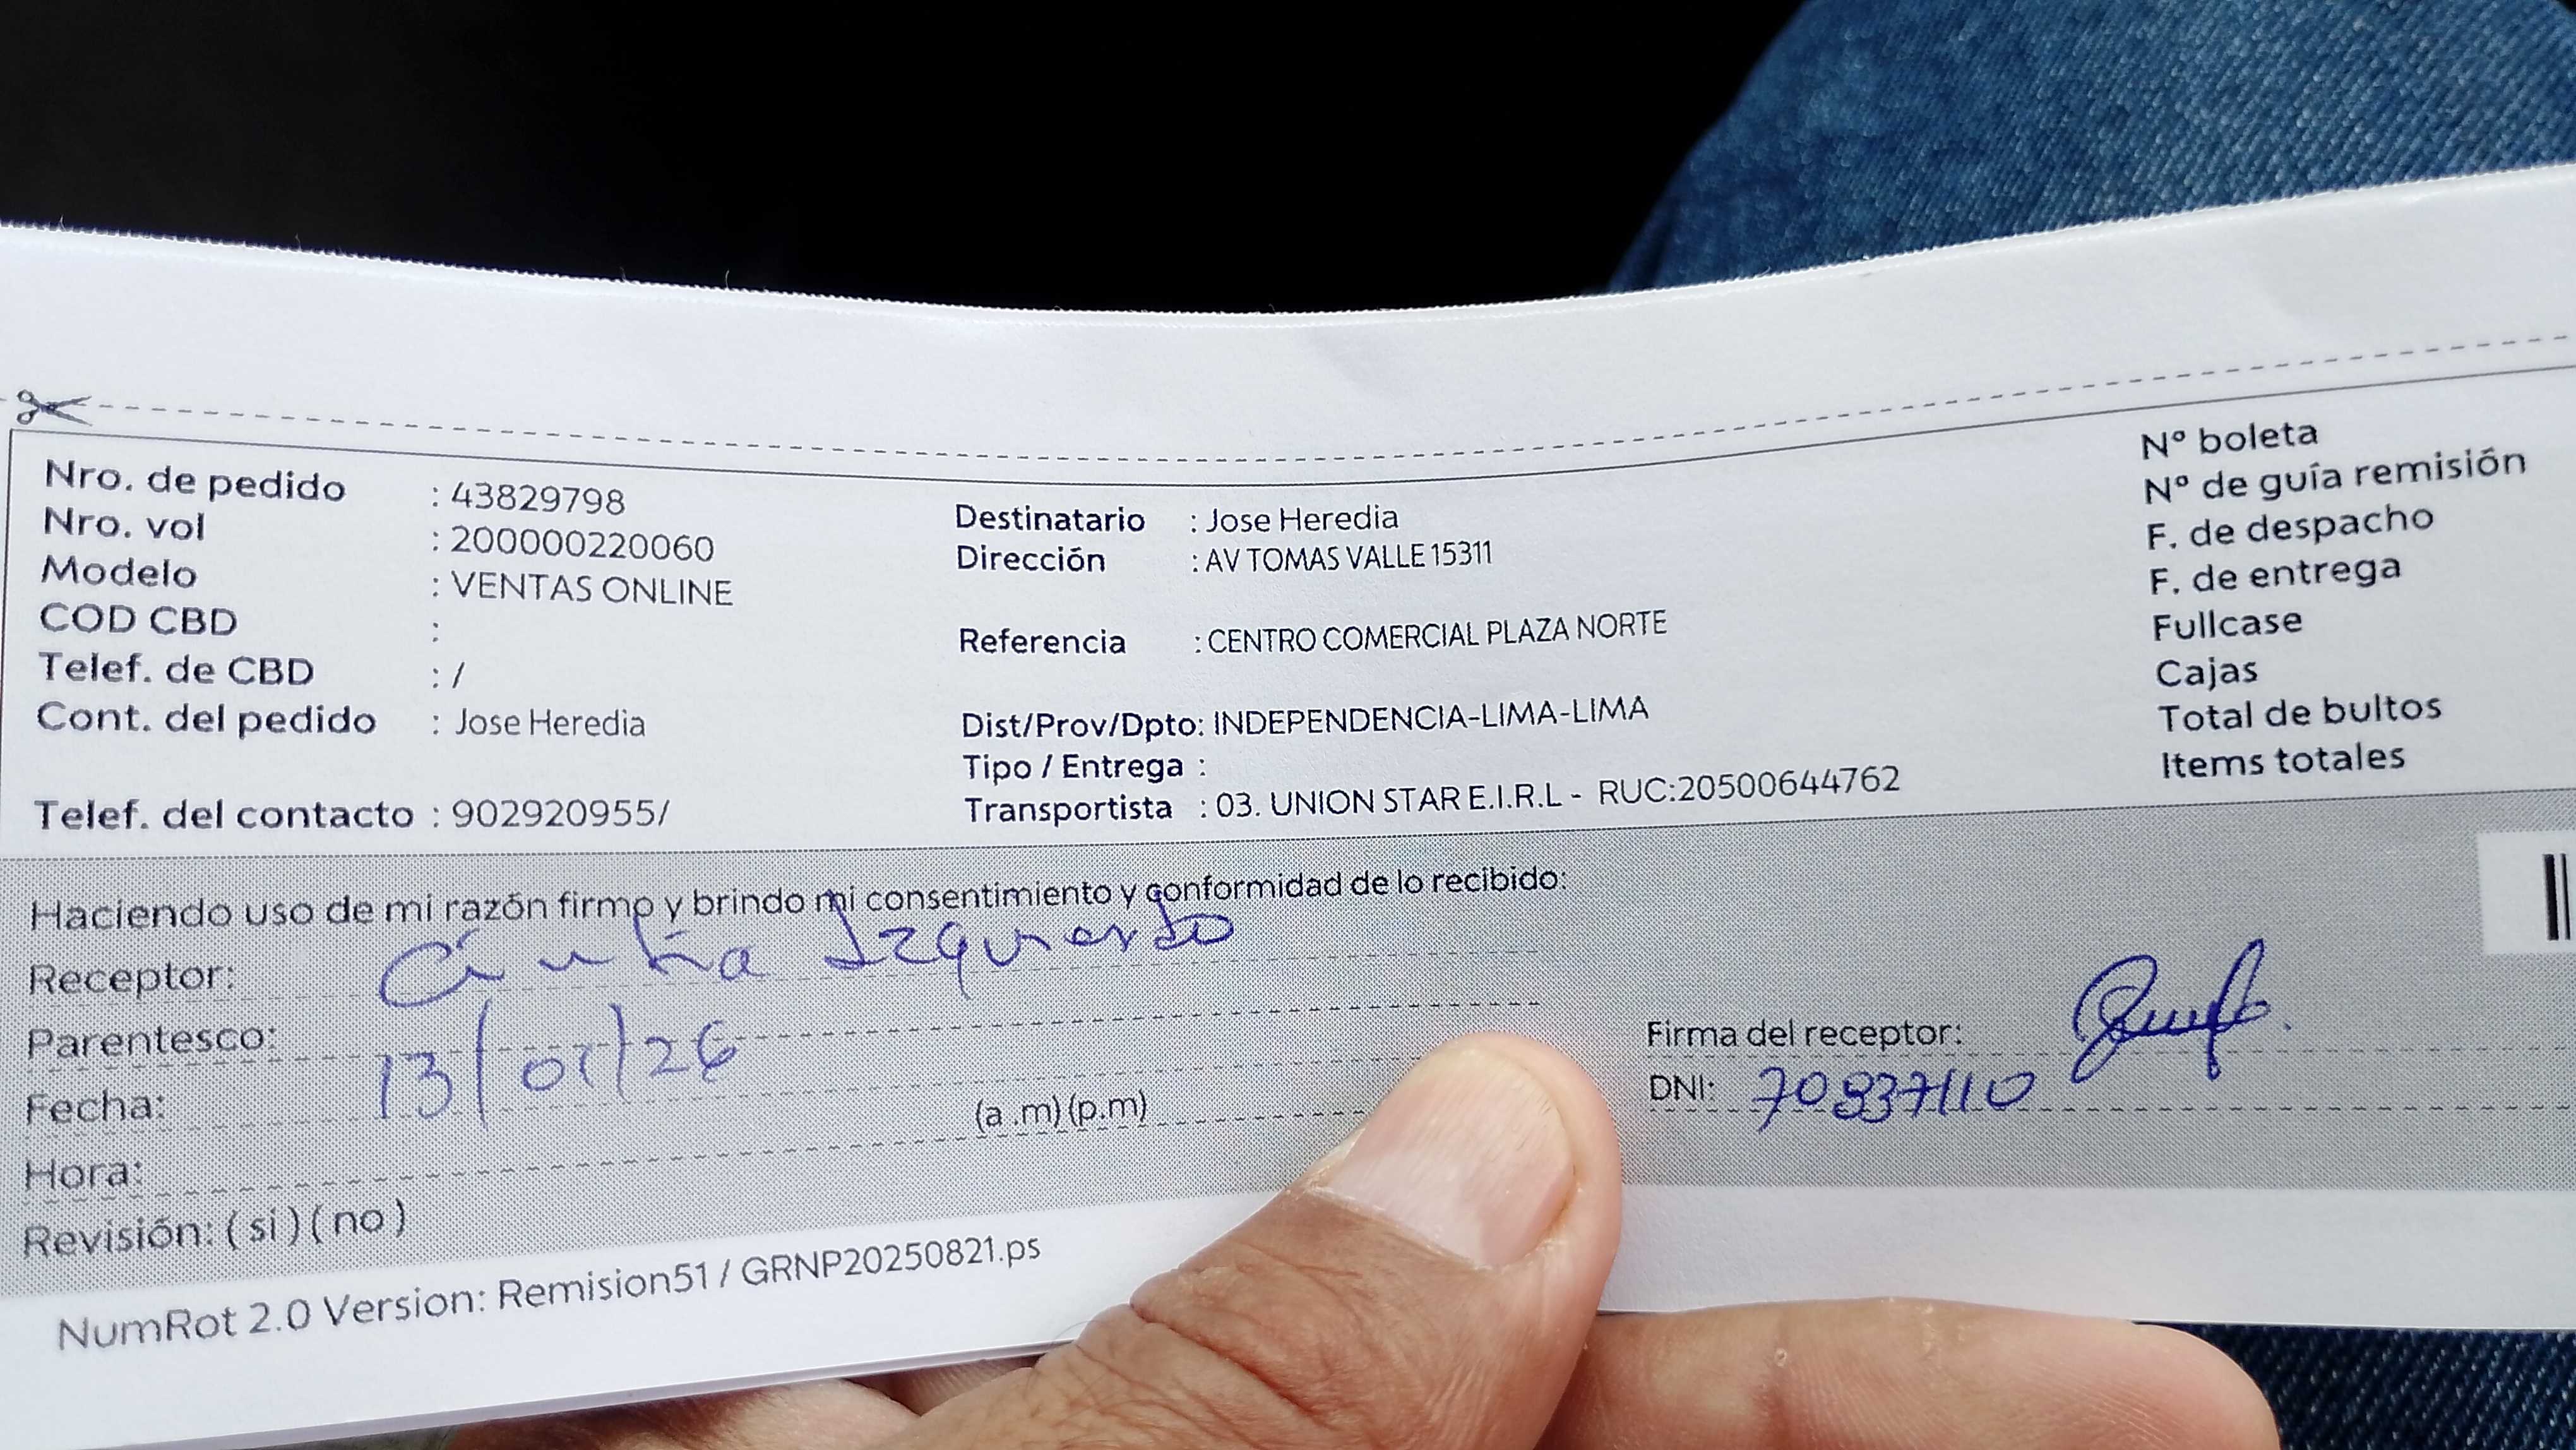 Nro. de pedido : 43829798
Nro. vol : 200000220060
Modelo : VENTAS ONLINE
COD CBD :
Telef. de CBD : /
Cont. del pedido : Jose Heredia
Telef. del contacto : 902920955/
Destinatario : Jose Heredia
Dirección : AV TOMAS VALLE 15311
Referencia : CENTRO COMERCIAL PLAZA NORTE
Dist/Prov/Dpto: INDEPENDENCIA-LIMA-LIMA
Tipo / Entrega :
Transportista : 03. UNION STAR E.I.R.L - RUC:20500644762
N° boleta
N° de guía remisión
F. de despacho
F. de entrega
Fullcase
Cajas
Total de bultos
Items totales
Haciendo uso de mi razón firmo y brindo mi consentimiento y conformidad de lo recibido:
Receptor: Cintia Izquierdo
Parentesco:
Fecha: 13/01/26
Hora: (a .m) (p.m)
Revisión: ( si ) ( no )
Firma del receptor:
DNI: 70837110
NumRot 2.0 Version: Remision51 / GRNP20250821.ps